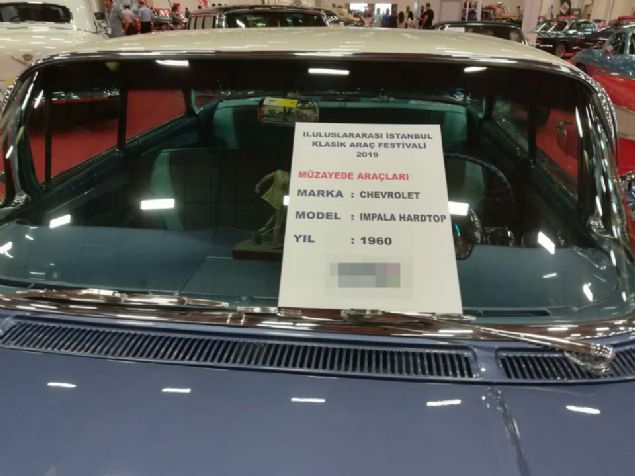 II.ULUSLARARASI İSTANBUL
KLASİK ARAÇ FESTİVALİ
2019
MÜZAYEDE ARAÇLARI
MARKA : CHEVROLET
MODEL : IMPALA HARDTOP
YIL : 1960